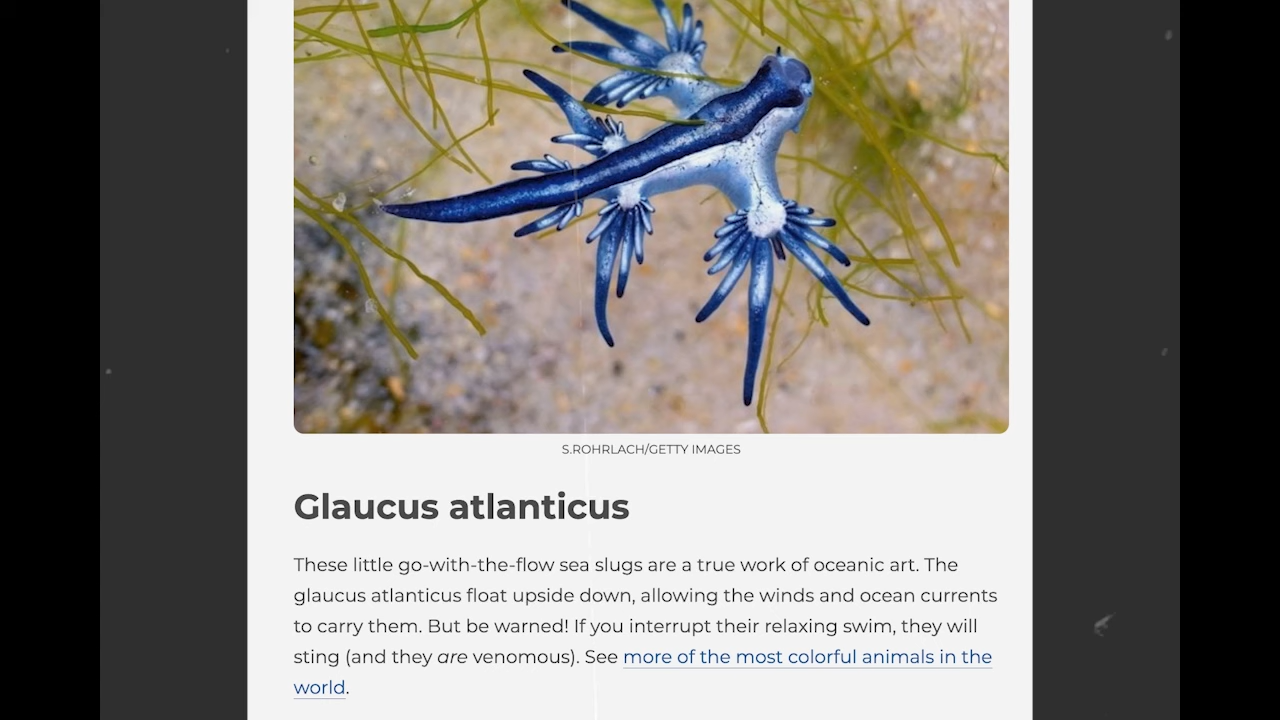 S.ROHRLACH/GETTY IMAGES
Glaucus atlanticus
These little go-with-the-flow sea slugs are a true work of oceanic art. The
glaucus atlanticus float upside down, allowing the winds and ocean currents
to carry them. But be warned! If you interrupt their relaxing swim, they will
sting (and they are venomous). See more of the most colorful animals in the
world.